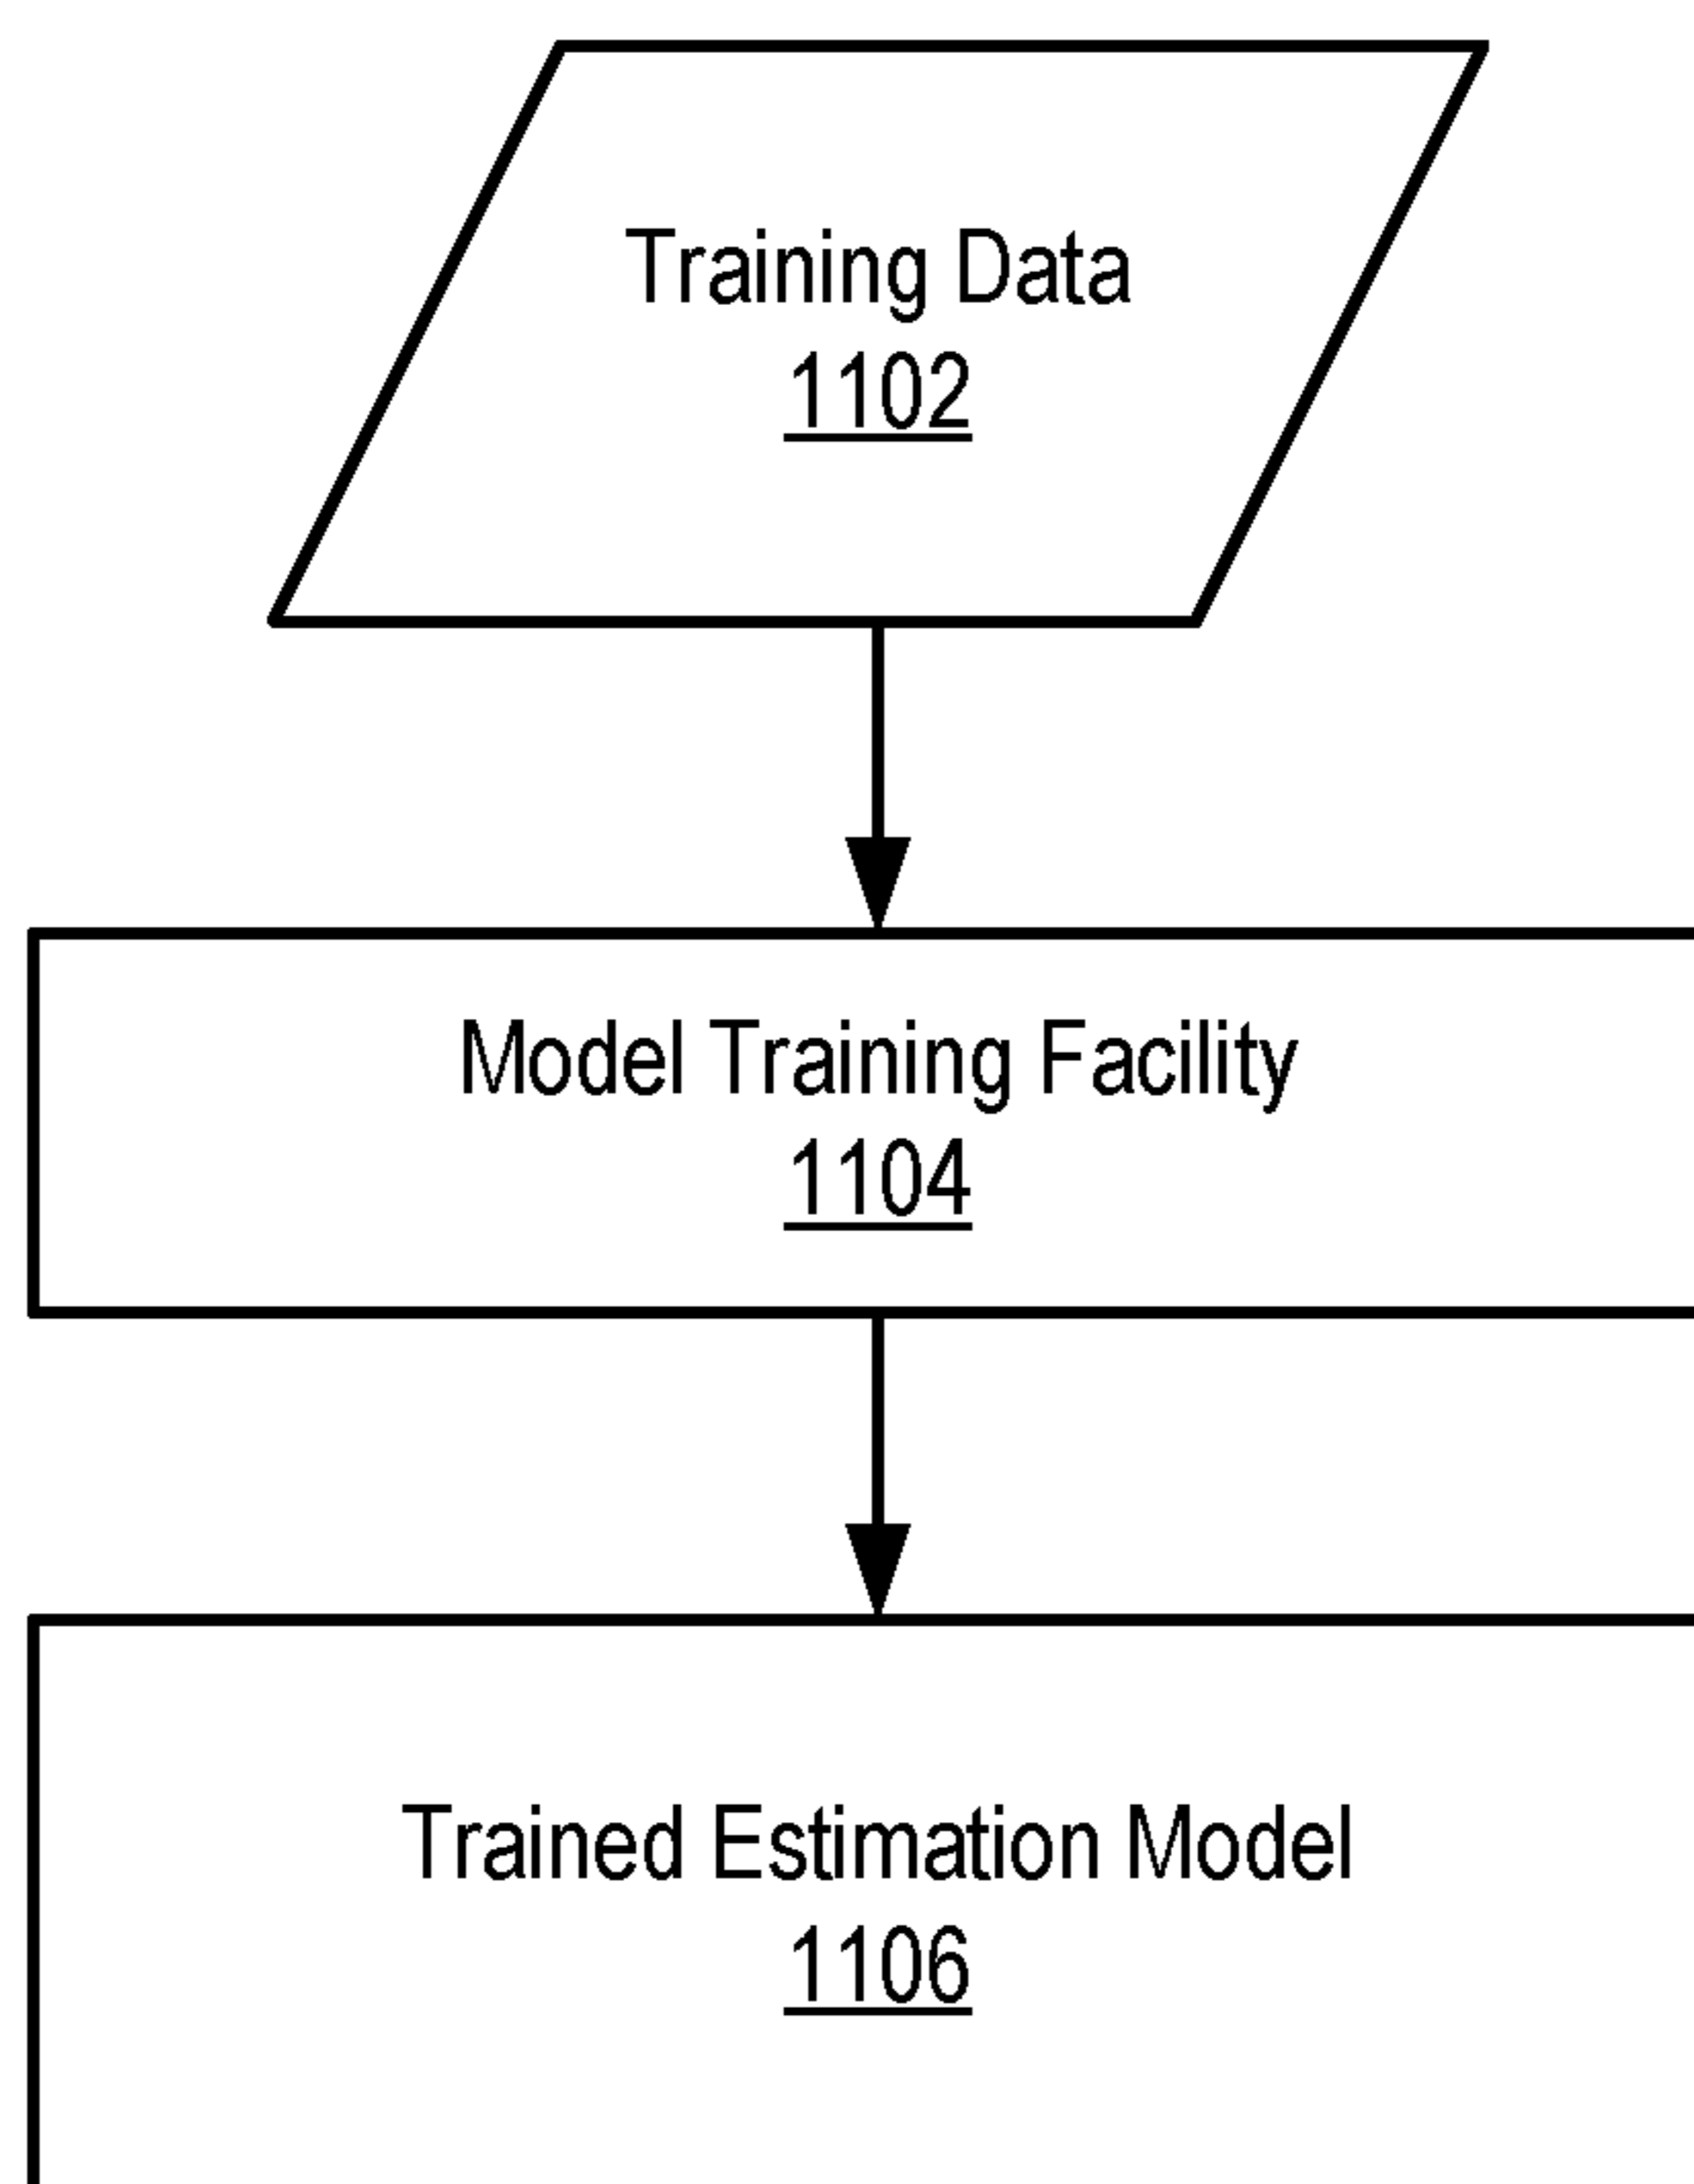 Training Data
1102
Model Training Facility
1104
Trained Estimation Model
1106